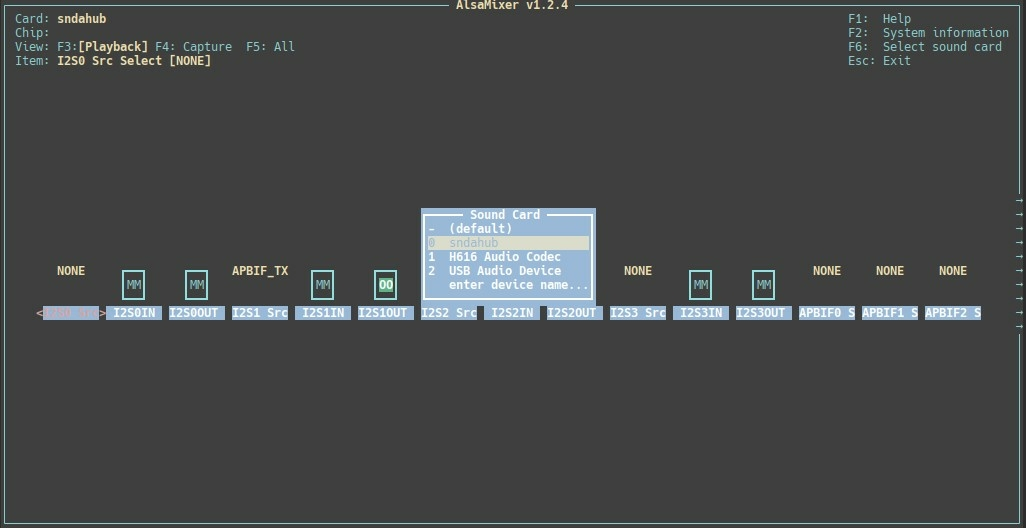 AlsaMixer v1.2.4
Card: sndahub
F1: Help
Chip:
F2: System information
View: F3:[Playback] F4: Capture F5: All
F6: Select sound card
Item: I2S0 Src Select [NONE]
Esc: Exit
Sound Card
- (default)
0 sndahub
1 H616 Audio Codec
2 USB Audio Device
enter device name...
NONE
APBIF_TX
NONE
NONE
NONE
NONE
MM
MM
MM
OO
MM
MM
< I2S0 Src> I2S0IN I2S0OUT I2S1 Src I2S1IN I2S1OUT I2S2 Src I2S2IN I2S2OUT I2S3 Src I2S3IN I2S3OUT APBIF0 S APBIF1 S APBIF2 S